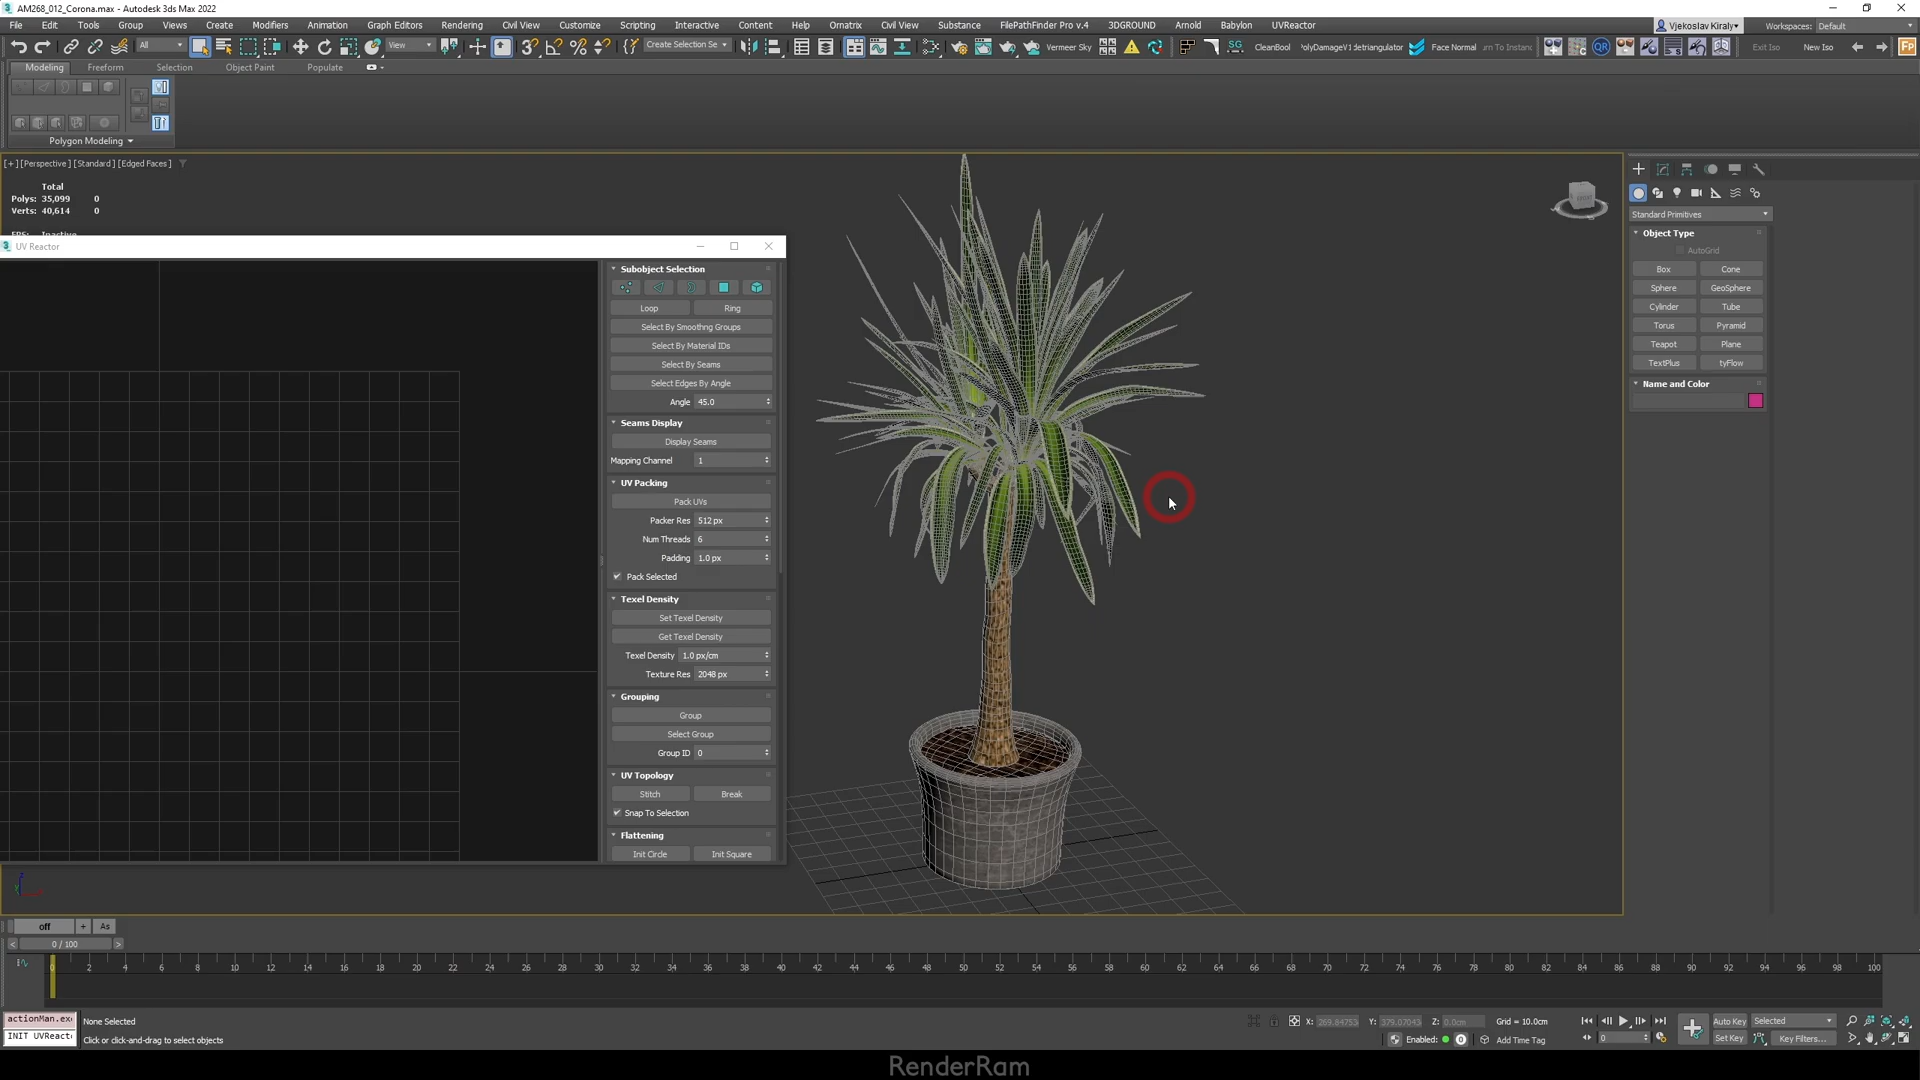 AM268_012_Corona.max - Autodesk 3ds Max 2022
File Edit Tools Group Views Create Modifiers Animation Graph Editors Rendering Civil View Customize Scripting Interactive Content Help Ornatrix Civil View Substance FilePathFinder Pro v.4 3DGROUND Arnold Babylon UVReactor Vjekoslav Kiraly Workspaces: Default
All View Create Selection Se Vermeer Sky SG CleanBool Face Normal Exit Iso New Iso
Modeling Freeform Selection Object Paint Populate
Polygon Modeling
[+][Perspective][Standard][Edged Faces]
Total
Polys: 35,099 0
Verts: 40,614 0
UV Reactor
Subobject Selection
Loop Ring
Select By Smoothng Groups
Select By Material IDs
Select By Seams
Select Edges By Angle
Angle 45.0
Seams Display
Display Seams
Mapping Channel 1
UV Packing
Pack UVs
Packer Res 512 px
Num Threads 6
Padding 1.0 px
Pack Selected
Texel Density
Set Texel Density
Get Texel Density
Texel Density 1.0 px/cm
Texture Res 2048 px
Grouping
Group
Select Group
Group ID 0
UV Topology
Stitch Break
Snap To Selection
Flattening
Init Circle Init Square
FRONT
Standard Primitives
Object Type
AutoGrid
Box Cone
Sphere GeoSphere
Cylinder Tube
Torus Pyramid
Teapot Plane
TextPlus tyFlow
Name and Color
off + As
< 0 / 100 >
0 2 4 6 8 10 12 14 16 18 20 22 24 26 28 30 32 34 36 38 40 42 44 46 48 50 52 54 56 58 60 62 64 66 68 70 72 74 76 78 80 82 84 86 88 90 92 94 96 98 100
actionMan.exe None Selected X: 269.84753 Y: 379.07043 Z: 0.0cm Grid = 10.0cm Auto Key Selected
INIT UVReact Click or click-and-drag to select objects Enabled: Add Time Tag 0 Set Key Key Filters...
RenderRam